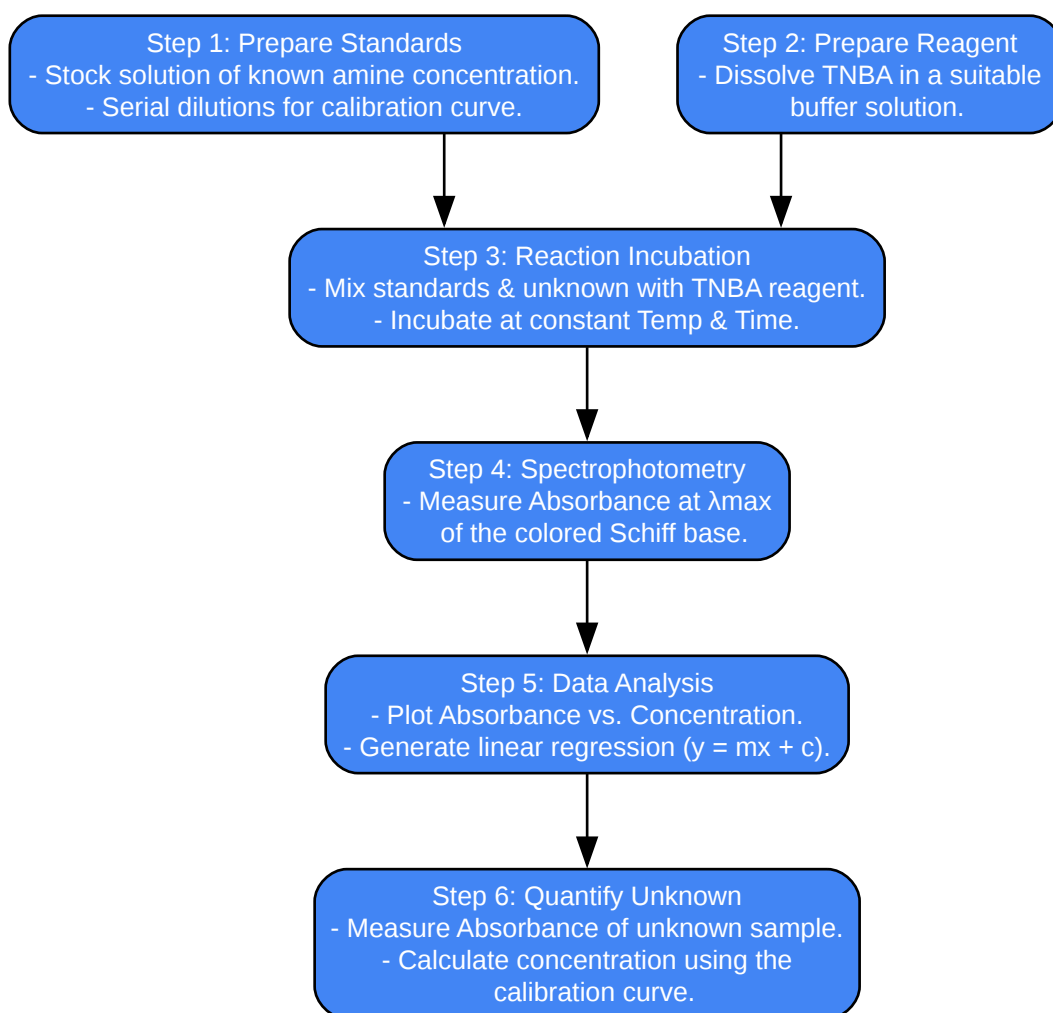 Step 1: Prepare Standards
- Stock solution of known amine concentration.
- Serial dilutions for calibration curve.
Step 2: Prepare Reagent
- Dissolve TNBA in a suitable
buffer solution.
Step 3: Reaction Incubation
- Mix standards & unknown with TNBA reagent.
- Incubate at constant Temp & Time.
Step 4: Spectrophotometry
- Measure Absorbance at λmax
of the colored Schiff base.
Step 5: Data Analysis
- Plot Absorbance vs. Concentration.
- Generate linear regression (y = mx + c).
Step 6: Quantify Unknown
- Measure Absorbance of unknown sample.
- Calculate concentration using the
calibration curve.